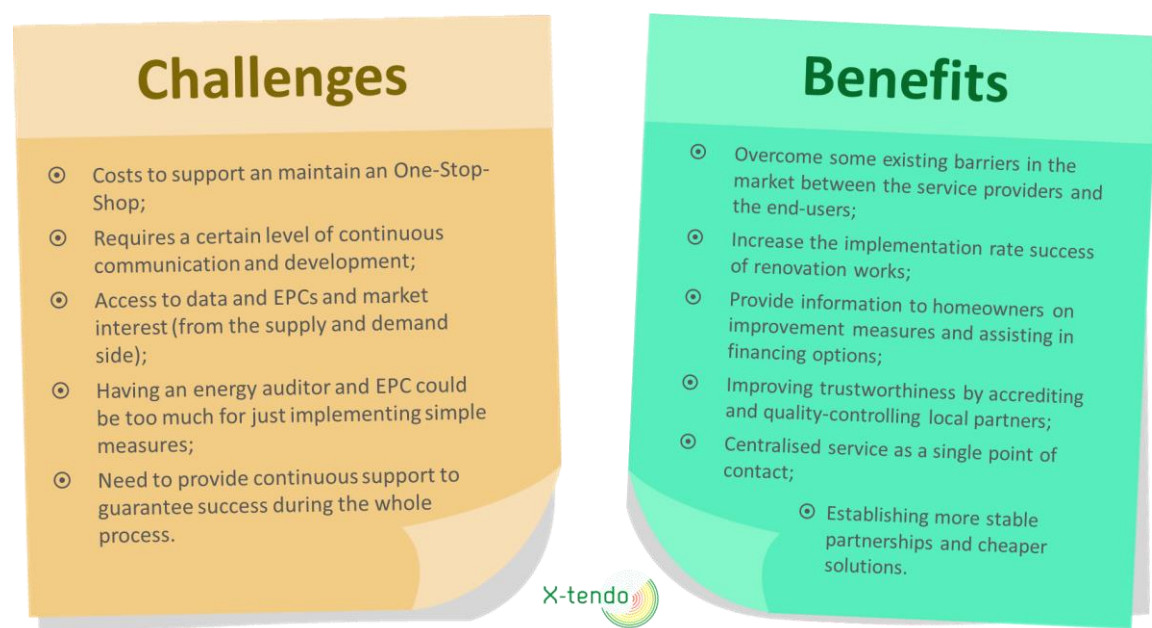 Challenges
Costs to support an maintain an One-Stop-
Shop;
Requires a certain level of continuous
communication and development;
Access to data and EPCs and market
interest (from the supply and demand
side);
Having an energy auditor and EPC could
be too much for just implementing simple
measures;
Need to provide continuous support to
guarantee success during the whole
process.
Benefits
Overcome some existing barriers in the
market between the service providers and
the end-users;
Increase the implementation rate success
of renovation works;
Provide information to homeowners on
improvement measures and assisting in
financing options;
Improving trustworthiness by accrediting
and quality-controlling local partners;
Centralised service as a single point of
contact;
Establishing more stable
partnerships and cheaper
solutions.
X-tendo